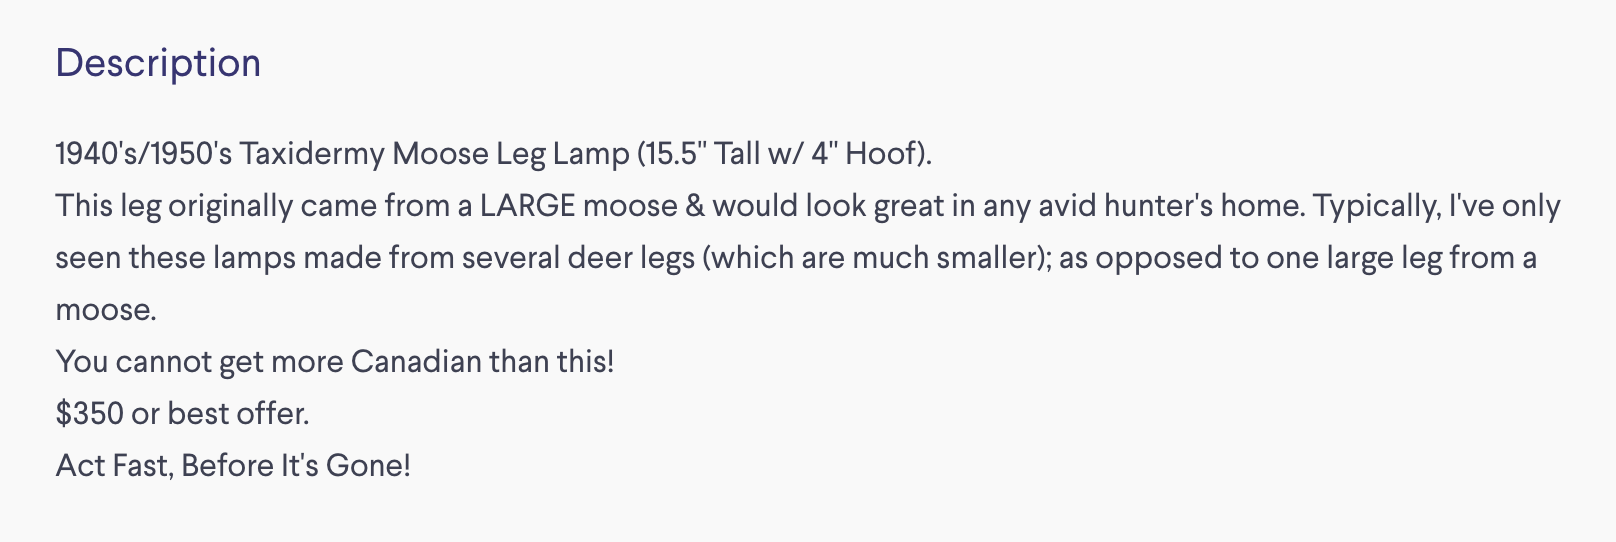 Description
1940's/1950's Taxidermy Moose Leg Lamp (15.5" Tall w/ 4" Hoof).
This leg originally came from a LARGE moose & would look great in any avid hunter's home. Typically, I've only
seen these lamps made from several deer legs (which are much smaller); as opposed to one large leg from a
moose.
You cannot get more Canadian than this!
$350 or best offer.
Act Fast, Before It's Gone!